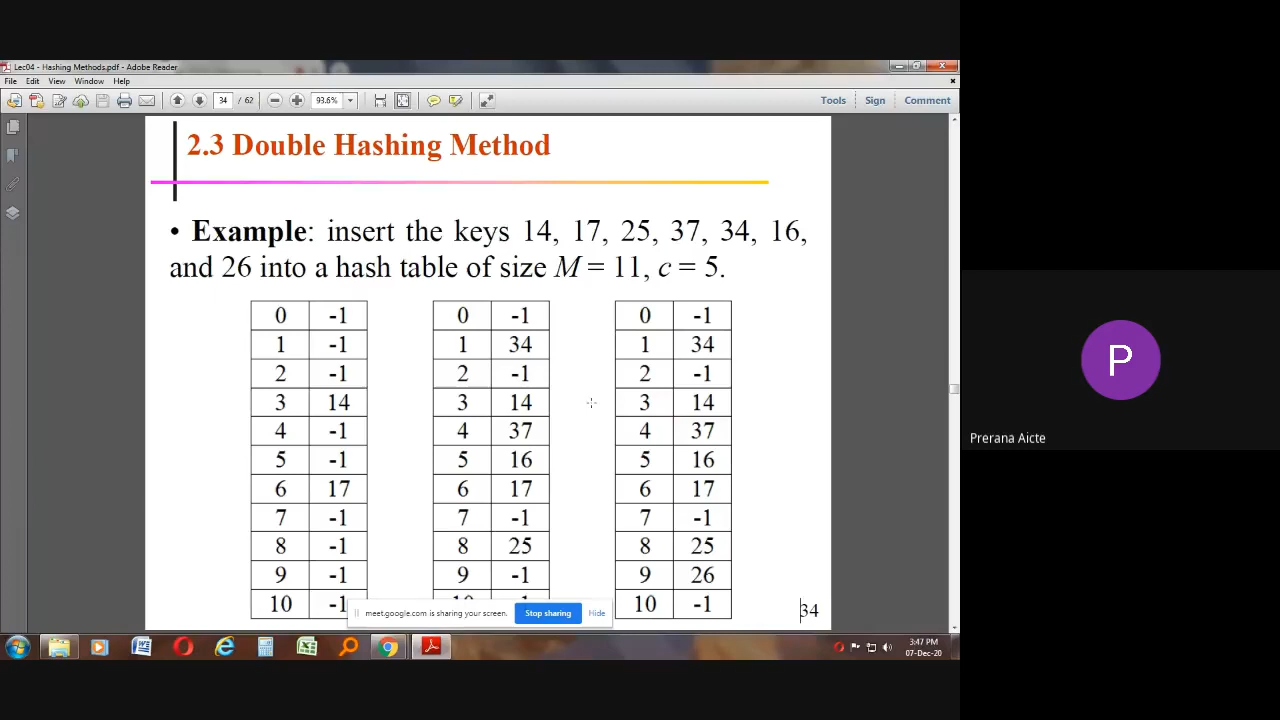 Lec04 - Hashing Methods.pdf - Adobe Reader
File Edit View Window Help
34 / 62 93.6% Tools Sign Comment
2.3 Double Hashing Method
• Example: insert the keys 14, 17, 25, 37, 34, 16,
and 26 into a hash table of size M = 11, c = 5.
0 -1 0 -1 0 -1
1 -1 1 34 1 34
2 -1 2 -1 2 -1
3 14 3 14 3 14
4 -1 4 37 4 37
5 -1 5 16 5 16
6 17 6 17 6 17
7 -1 7 -1 7 -1
8 -1 8 25 8 25
9 -1 9 -1 9 26
10 -1 10 -1 10 -1
34
meet.google.com is sharing your screen. Stop sharing Hide
3:47 PM
07-Dec-20
P
Prerana Aicte